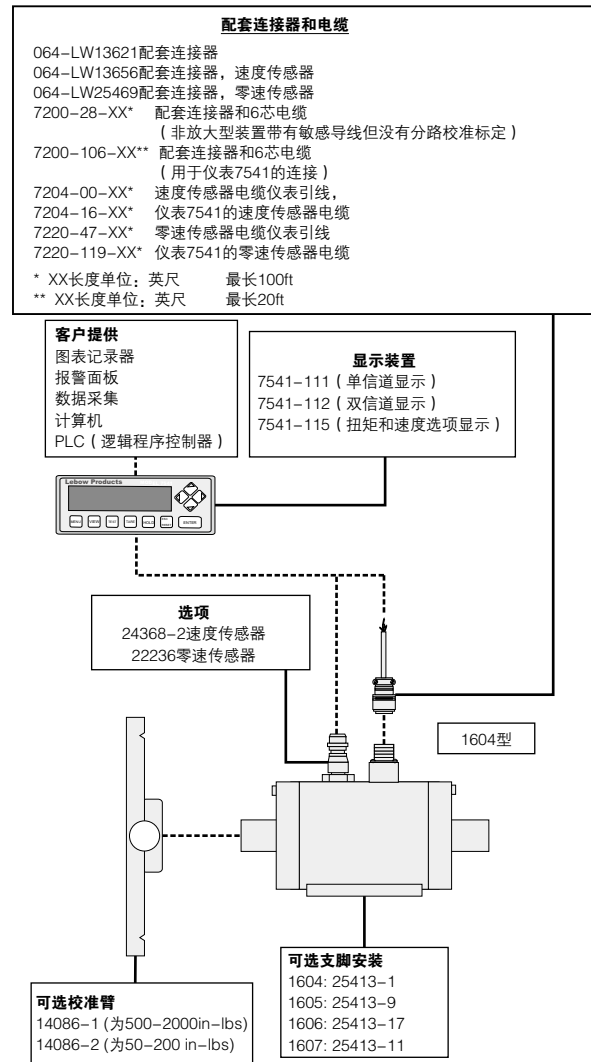 配套连接器和电缆
064-LW13621配套连接器
064-LW13656配套连接器，速度传感器
064-LW25469配套连接器，零速传感器
7200-28-XX* 配套连接器和6芯电缆
（非放大型装置带有敏感导线但没有分路校准标定）
7200-106-XX** 配套连接器和6芯电缆
（用于仪表7541的连接）
7204-00-XX* 速度传感器电缆仪表引线，
7204-16-XX* 仪表7541的速度传感器电缆
7220-47-XX* 零速传感器电缆仪表引线
7220-119-XX* 仪表7541的零速传感器电缆
* XX长度单位：英尺 最长100ft
** XX长度单位：英尺 最长20ft
客户提供
图表记录器
报警面板
数据采集
计算机
PLC（逻辑程序控制器）
显示装置
7541-111（单信道显示）
7541-112（双信道显示）
7541-115（扭矩和速度选项显示）
Lebow Products
MENU VIEW TEST TARE HOLD ENTER
选项
24368-2速度传感器
22236零速传感器
1604型
可选校准臂
14086-1 (为500-2000in-lbs)
14086-2 (为50-200 in-lbs)
可选支脚安装
1604: 25413-1
1605: 25413-9
1606: 25413-17
1607: 25413-11